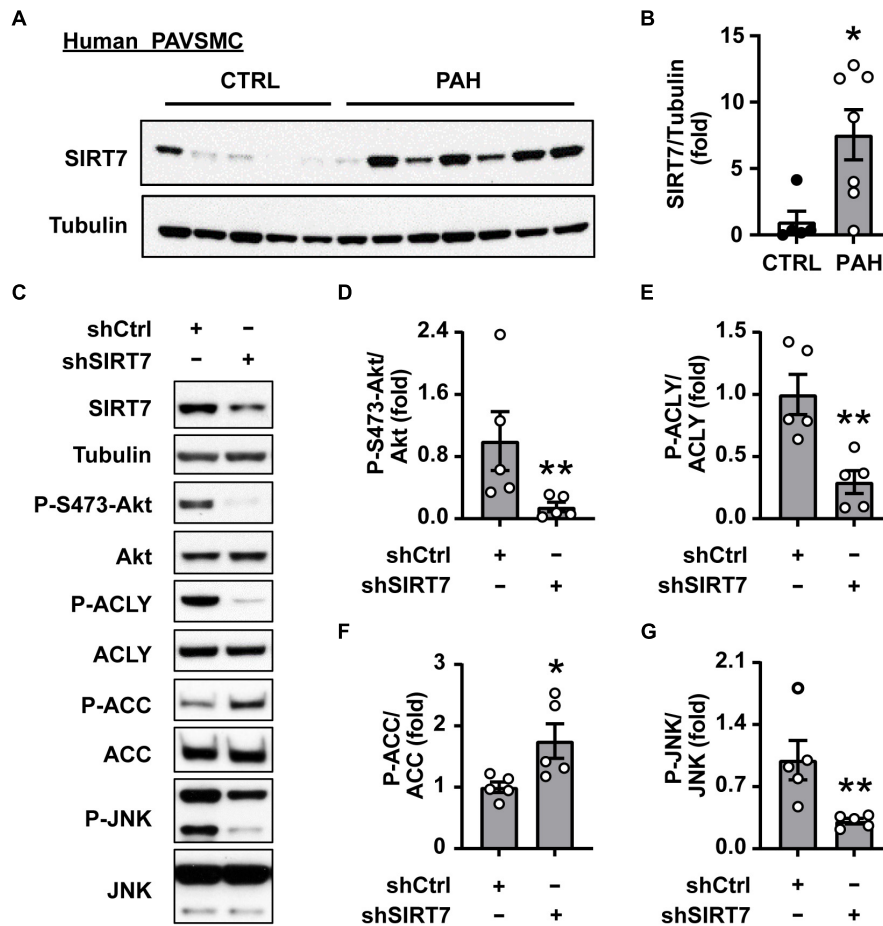 A
Human PAVSMC
CTRL PAH
SIRT7
Tubulin
B
SIRT7/Tubulin
(fold)
15
10
5
0
*
CTRL PAH
C
shCtrl + −
shSIRT7 − +
SIRT7
Tubulin
P-S473-Akt
Akt
P-ACLY
ACLY
P-ACC
ACC
P-JNK
JNK
D
P-S473-Akt/
Akt (fold)
2.4
1.6
0.8
0.0
**
shCtrl + −
shSIRT7 − +
E
P-ACLY/
ACLY (fold)
1.5
1.0
0.5
0.0
**
shCtrl + −
shSIRT7 − +
F
P-ACC/
ACC (fold)
3
2
1
0
*
shCtrl + −
shSIRT7 − +
G
P-JNK/
JNK (fold)
2.1
1.4
0.7
0.0
**
shCtrl + −
shSIRT7 − +